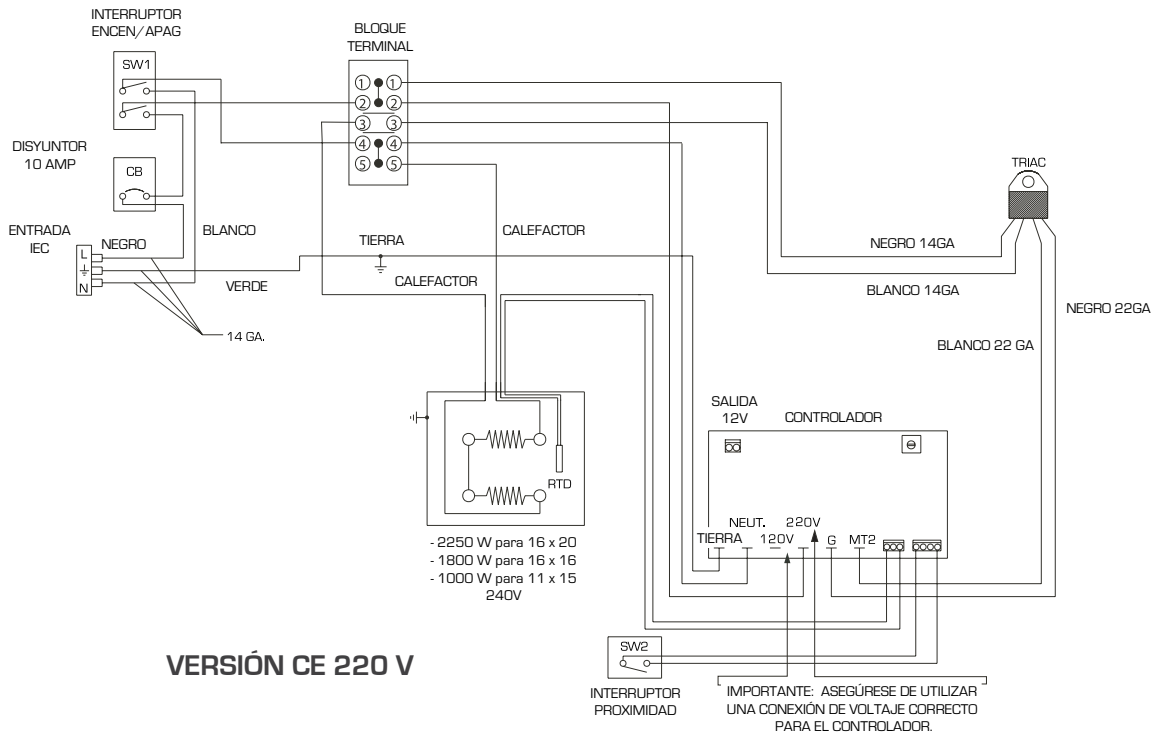 INTERRUPTOR
ENCEN/APAG
SW1
DISYUNTOR
10 AMP
CB
ENTRADA
IEC
L
N
NEGRO
BLANCO
VERDE
14 GA.
BLOQUE
TERMINAL
1 1
2 2
3 3
4 4
5 5
TIERRA
CALEFACTOR
CALEFACTOR
TRIAC
NEGRO 14GA
BLANCO 14GA
NEGRO 22GA
BLANCO 22 GA
RTD
- 2250 W para 16 x 20
- 1800 W para 16 x 16
- 1000 W para 11 x 15
240V
SALIDA
12V
CONTROLADOR
TIERRA
NEUT.
120V
220V
G
MT2
SW2
INTERRUPTOR
PROXIMIDAD
IMPORTANTE: ASEGÚRESE DE UTILIZAR
UNA CONEXIÓN DE VOLTAJE CORRECTO
PARA EL CONTROLADOR.
VERSIÓN CE 220 V